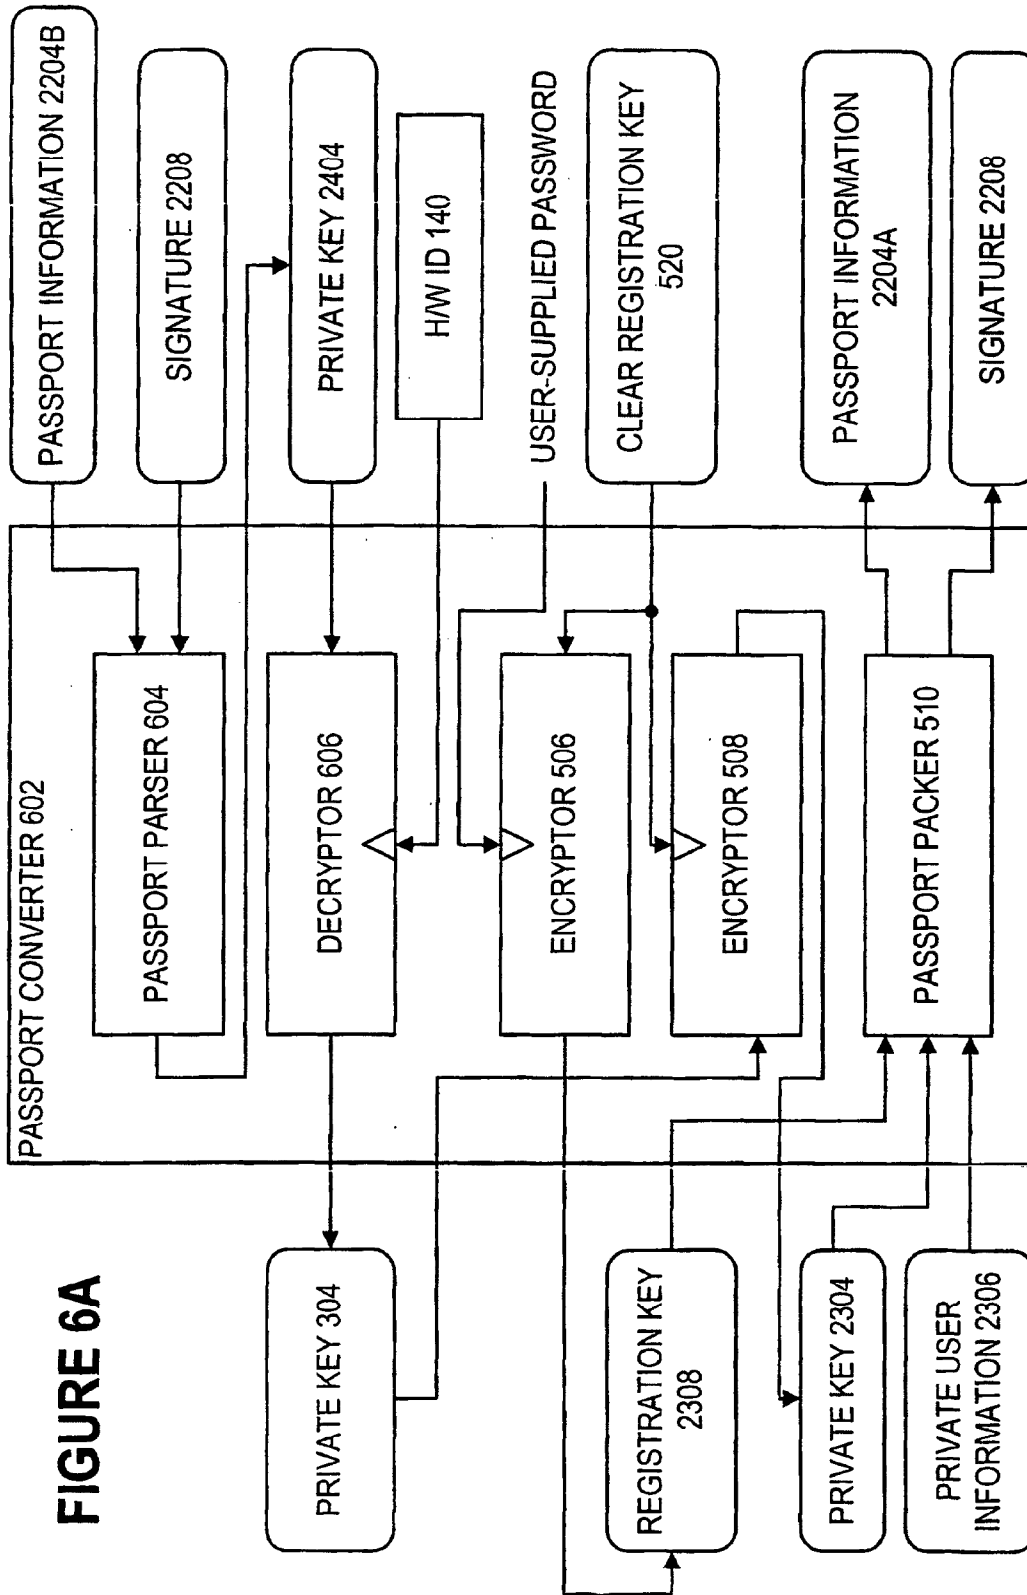 FIGURE 6A
PASSPORT CONVERTER 602
PASSPORT INFORMATION 2204B
PASSPORT PARSER 604
SIGNATURE 2208
PRIVATE KEY 304
DECRYPTOR 606
PRIVATE KEY 2404
H/W ID 140
USER-SUPPLIED PASSWORD
ENCRYPTOR 506
REGISTRATION KEY
2308
ENCRYPTOR 508
CLEAR REGISTRATION KEY
520
PRIVATE KEY 2304
PRIVATE USER
INFORMATION 2306
PASSPORT PACKER 510
PASSPORT INFORMATION
2204A
SIGNATURE 2208